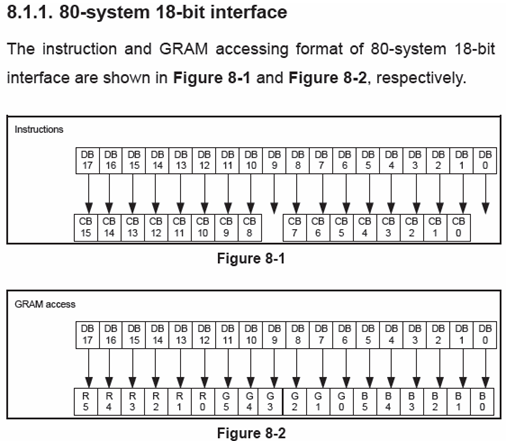 8.1.1. 80-system 18-bit interface
The instruction and GRAM accessing format of 80-system 18-bit
interface are shown in Figure 8-1 and Figure 8-2, respectively.
Instructions
DB DB DB DB DB DB DB DB DB DB DB DB DB DB DB DB DB DB
17 16 15 14 13 12 11 10 9 8 7 6 5 4 3 2 1 0
CB CB CB CB CB CB CB CB CB CB CB CB CB CB CB CB
15 14 13 12 11 10 9 8 7 6 5 4 3 2 1 0
Figure 8-1
GRAM access
DB DB DB DB DB DB DB DB DB DB DB DB DB DB DB DB DB DB
17 16 15 14 13 12 11 10 9 8 7 6 5 4 3 2 1 0
R R R R R R G G G G G G B B B B B B
5 4 3 2 1 0 5 4 3 2 1 0 5 4 3 2 1 0
Figure 8-2